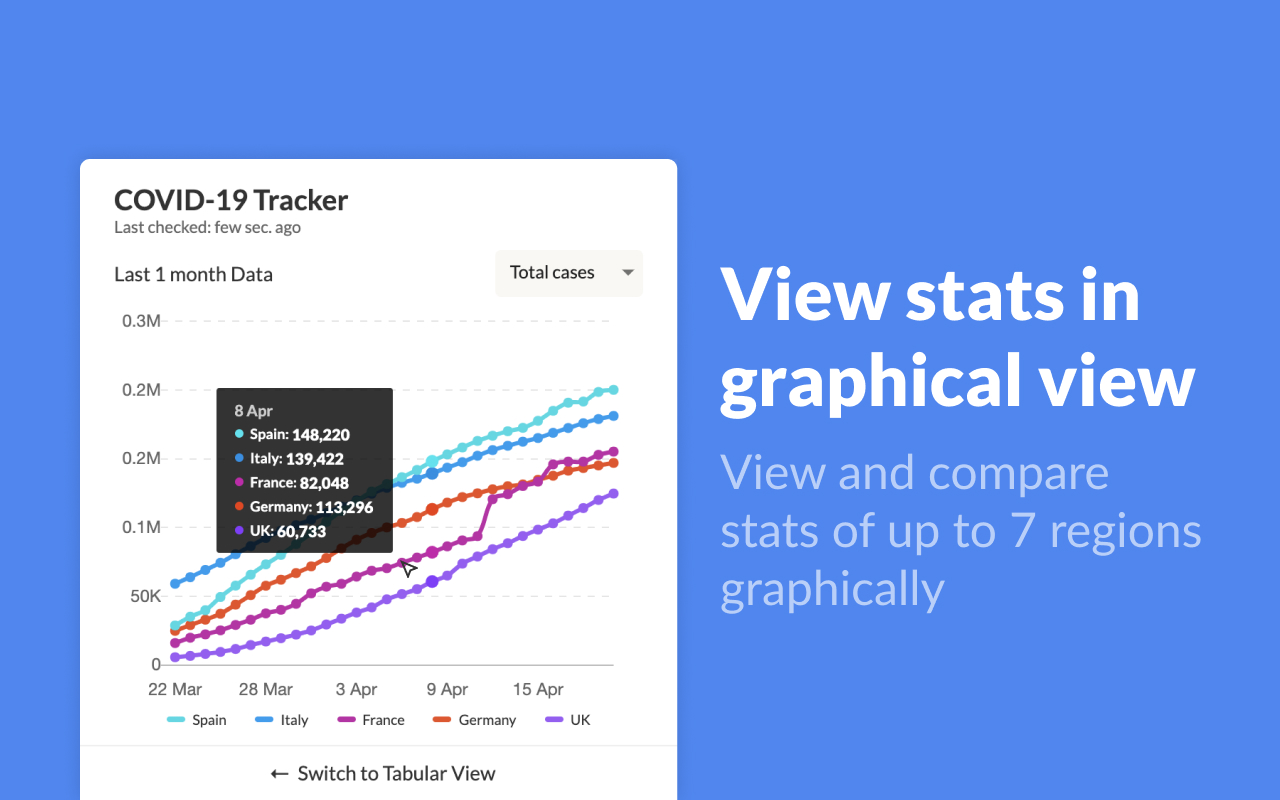 COVID-19 Tracker
Last checked: few sec. ago
Last 1 month Data
Total cases
0.3M
0.2M
0.2M
0.1M
50K
0
8 Apr
Spain: 148,220
Italy: 139,422
France: 82,048
Germany: 113,296
UK: 60,733
22 Mar 28 Mar 3 Apr 9 Apr 15 Apr
Spain Italy France Germany UK
← Switch to Tabular View
View stats in
graphical view
View and compare
stats of up to 7 regions
graphically